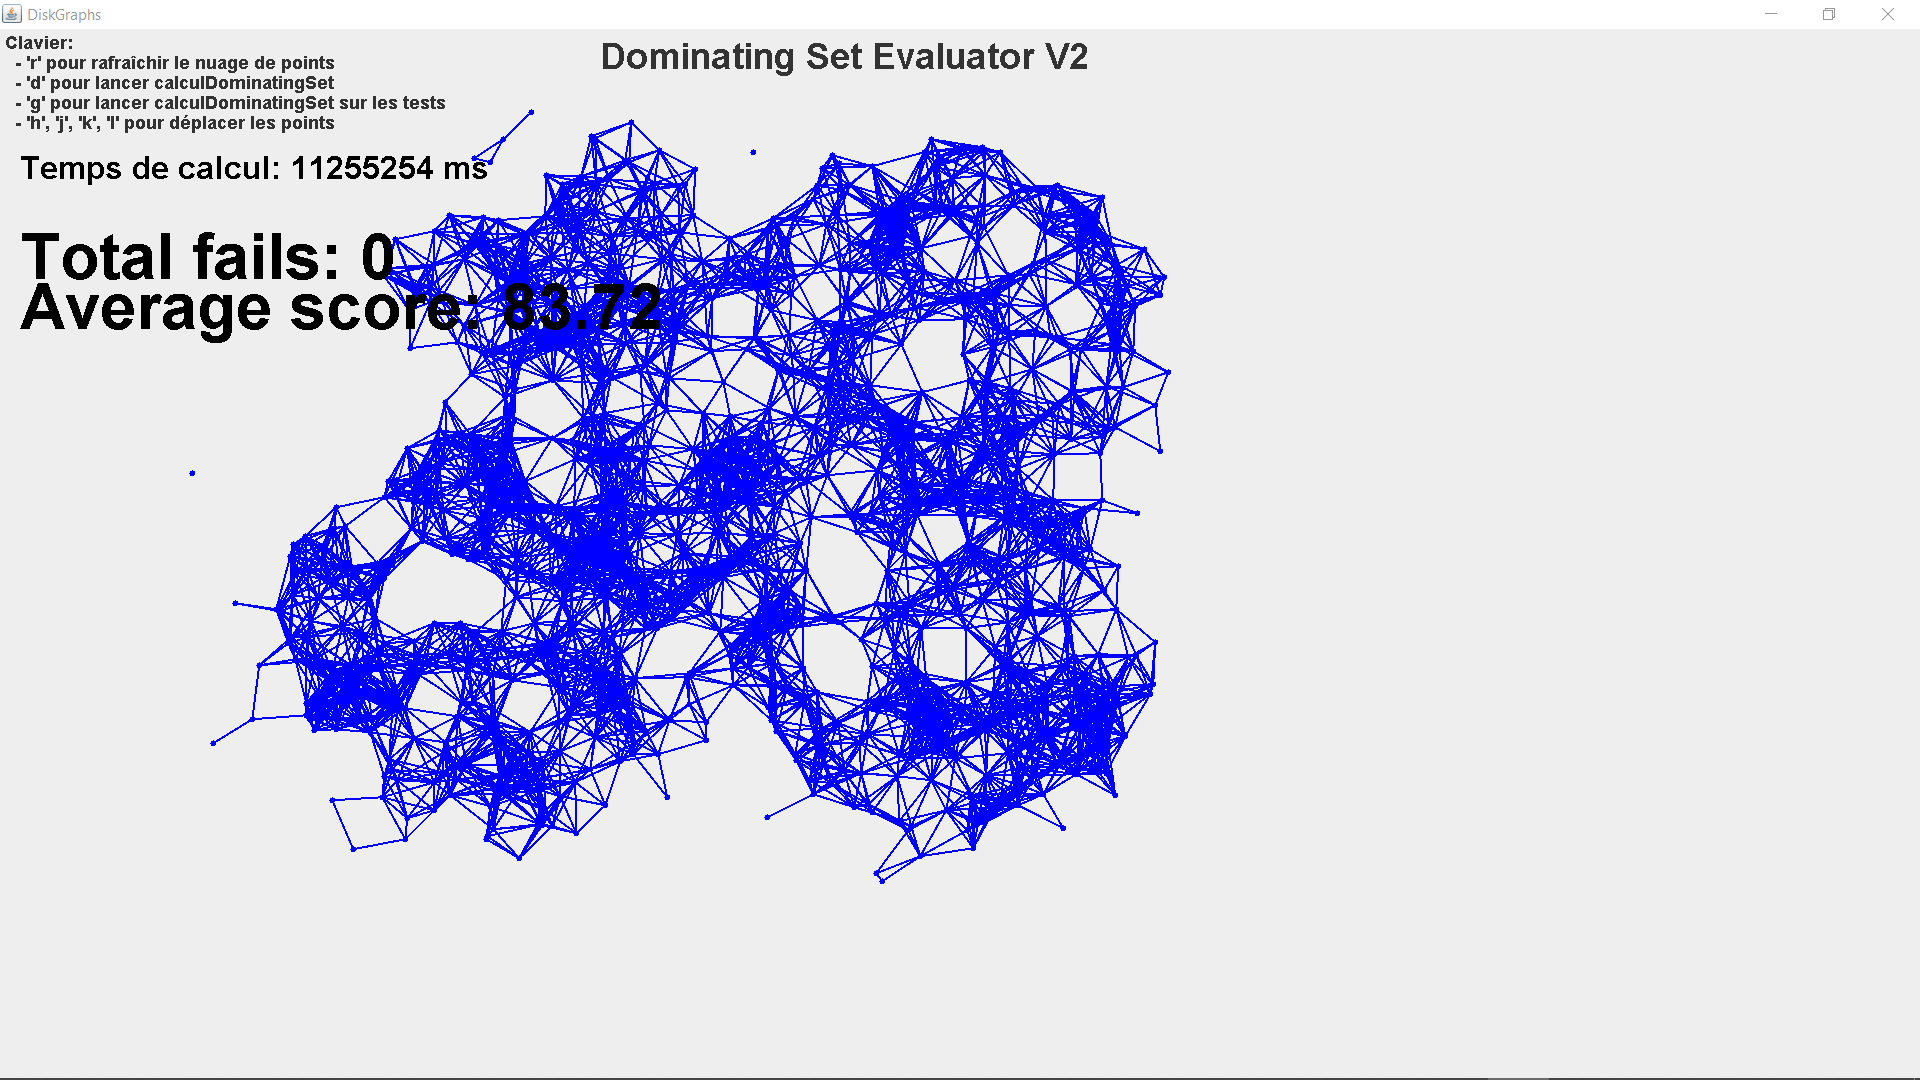 DiskGraphs
Clavier:
- 'r' pour rafraichir le nuage de points
- 'd' pour lancer calculDominatingSet
- 'g' pour lancer calculDominatingSet sur les tests
- 'h', 'j', 'k', 'l' pour déplacer les points
Dominating Set Evaluator V2
Temps de calcul: 11255254 ms
Total fails: 0
Average score: 83.72